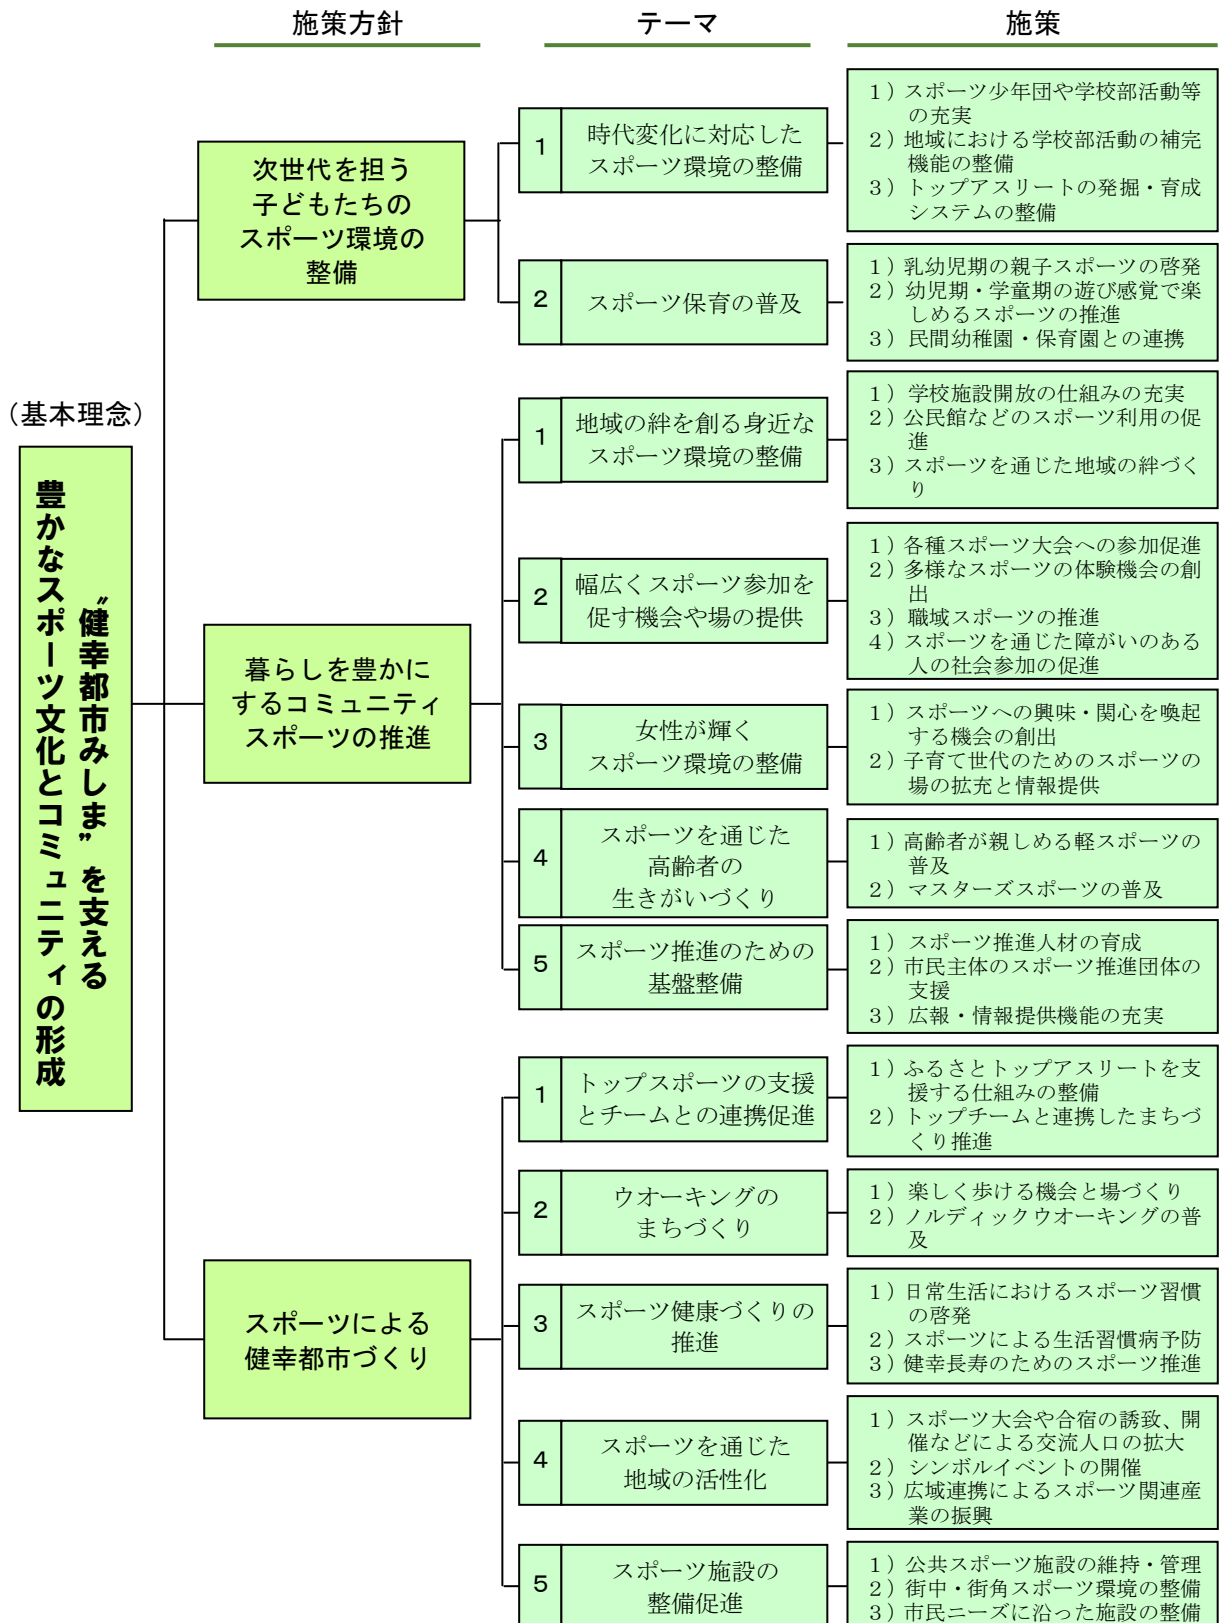 施策方針
テーマ
施策
（基本理念）
“健幸都市みしま”を支える
豊かなスポーツ文化とコミュニティの形成
次世代を担う
子どもたちの
スポーツ環境の
整備
1
時代変化に対応した
スポーツ環境の整備
１）スポーツ少年団や学校部活動等
の充実
２）地域における学校部活動の補完
機能の整備
３）トップアスリートの発掘・育成
システムの整備
2
スポーツ保育の普及
１）乳幼児期の親子スポーツの啓発
２）幼児期・学童期の遊び感覚で楽
しめるスポーツの推進
３）民間幼稚園・保育園との連携
暮らしを豊かに
するコミュニティ
スポーツの推進
1
地域の絆を創る身近な
スポーツ環境の整備
１）学校施設開放の仕組みの充実
２）公民館などのスポーツ利用の促
進
３）スポーツを通じた地域の絆づく
り
2
幅広くスポーツ参加を
促す機会や場の提供
１）各種スポーツ大会への参加促進
２）多様なスポーツの体験機会の創
出
３）職域スポーツの推進
４）スポーツを通じた障がいのある
人の社会参加の促進
3
女性が輝く
スポーツ環境の整備
１）スポーツへの興味・関心を喚起
する機会の創出
２）子育て世代のためのスポーツの
場の拡充と情報提供
4
スポーツを通じた
高齢者の
生きがいづくり
１）高齢者が親しめる軽スポーツの
普及
２）マスターズスポーツの普及
5
スポーツ推進のための
基盤整備
１）スポーツ推進人材の育成
２）市民主体のスポーツ推進団体の
支援
３）広報・情報提供機能の充実
スポーツによる
健幸都市づくり
1
トップスポーツの支援
とチームとの連携促進
１）ふるさとトップアスリートを支
援する仕組みの整備
２）トップチームと連携したまちづ
くり推進
2
ウオーキングの
まちづくり
１）楽しく歩ける機会と場づくり
２）ノルディックウオーキングの普
及
3
スポーツ健康づくりの
推進
１）日常生活におけるスポーツ習慣
の啓発
２）スポーツによる生活習慣病予防
３）健幸長寿のためのスポーツ推進
4
スポーツを通じた
地域の活性化
１）スポーツ大会や合宿の誘致、開
催などによる交流人口の拡大
２）シンボルイベントの開催
３）広域連携によるスポーツ関連産
業の振興
5
スポーツ施設の
整備促進
１）公共スポーツ施設の維持・管理
２）街中・街角スポーツ環境の整備
３）市民ニーズに沿った施設の整備